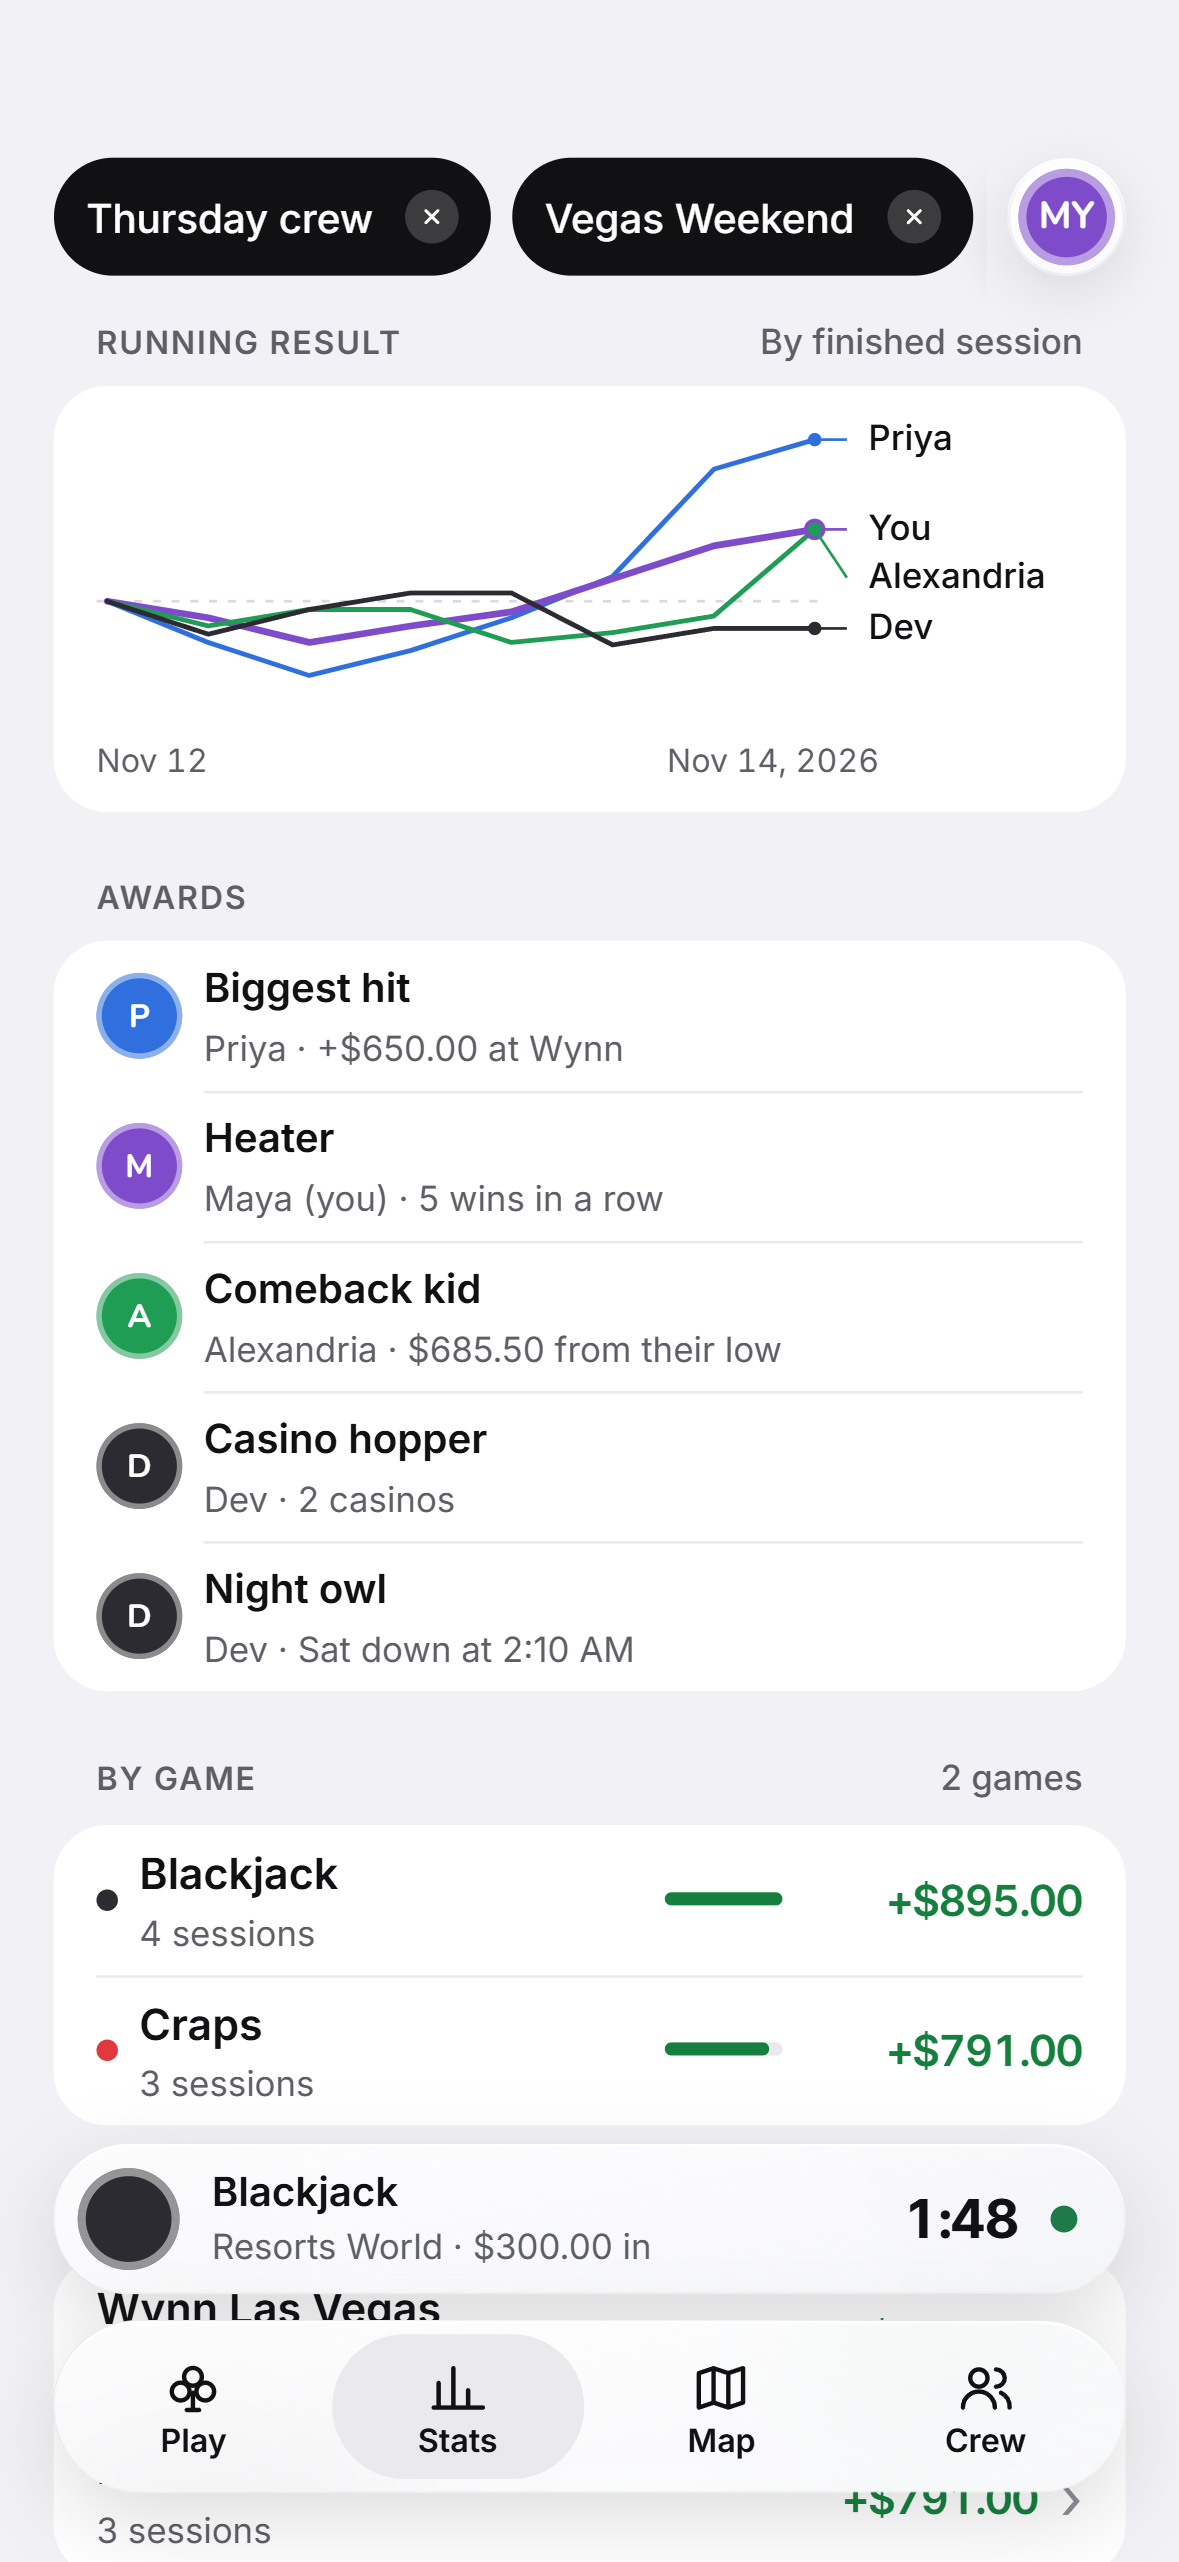 Thursday crew
Vegas Weekend
MY
RUNNING RESULT
By finished session
Priya
You
Alexandria
Dev
Nov 12
Nov 14, 2026
AWARDS
P
Biggest hit
Priya · +$650.00 at Wynn
M
Heater
Maya (you) · 5 wins in a row
A
Comeback kid
Alexandria · $685.50 from their low
D
Casino hopper
Dev · 2 casinos
D
Night owl
Dev · Sat down at 2:10 AM
BY GAME
2 games
Blackjack
4 sessions
+$895.00
Craps
3 sessions
+$791.00
Blackjack
Resorts World · $300.00 in
1:48
Wynn Las Vegas
Play
Stats
Map
Crew
+$791.00
3 sessions